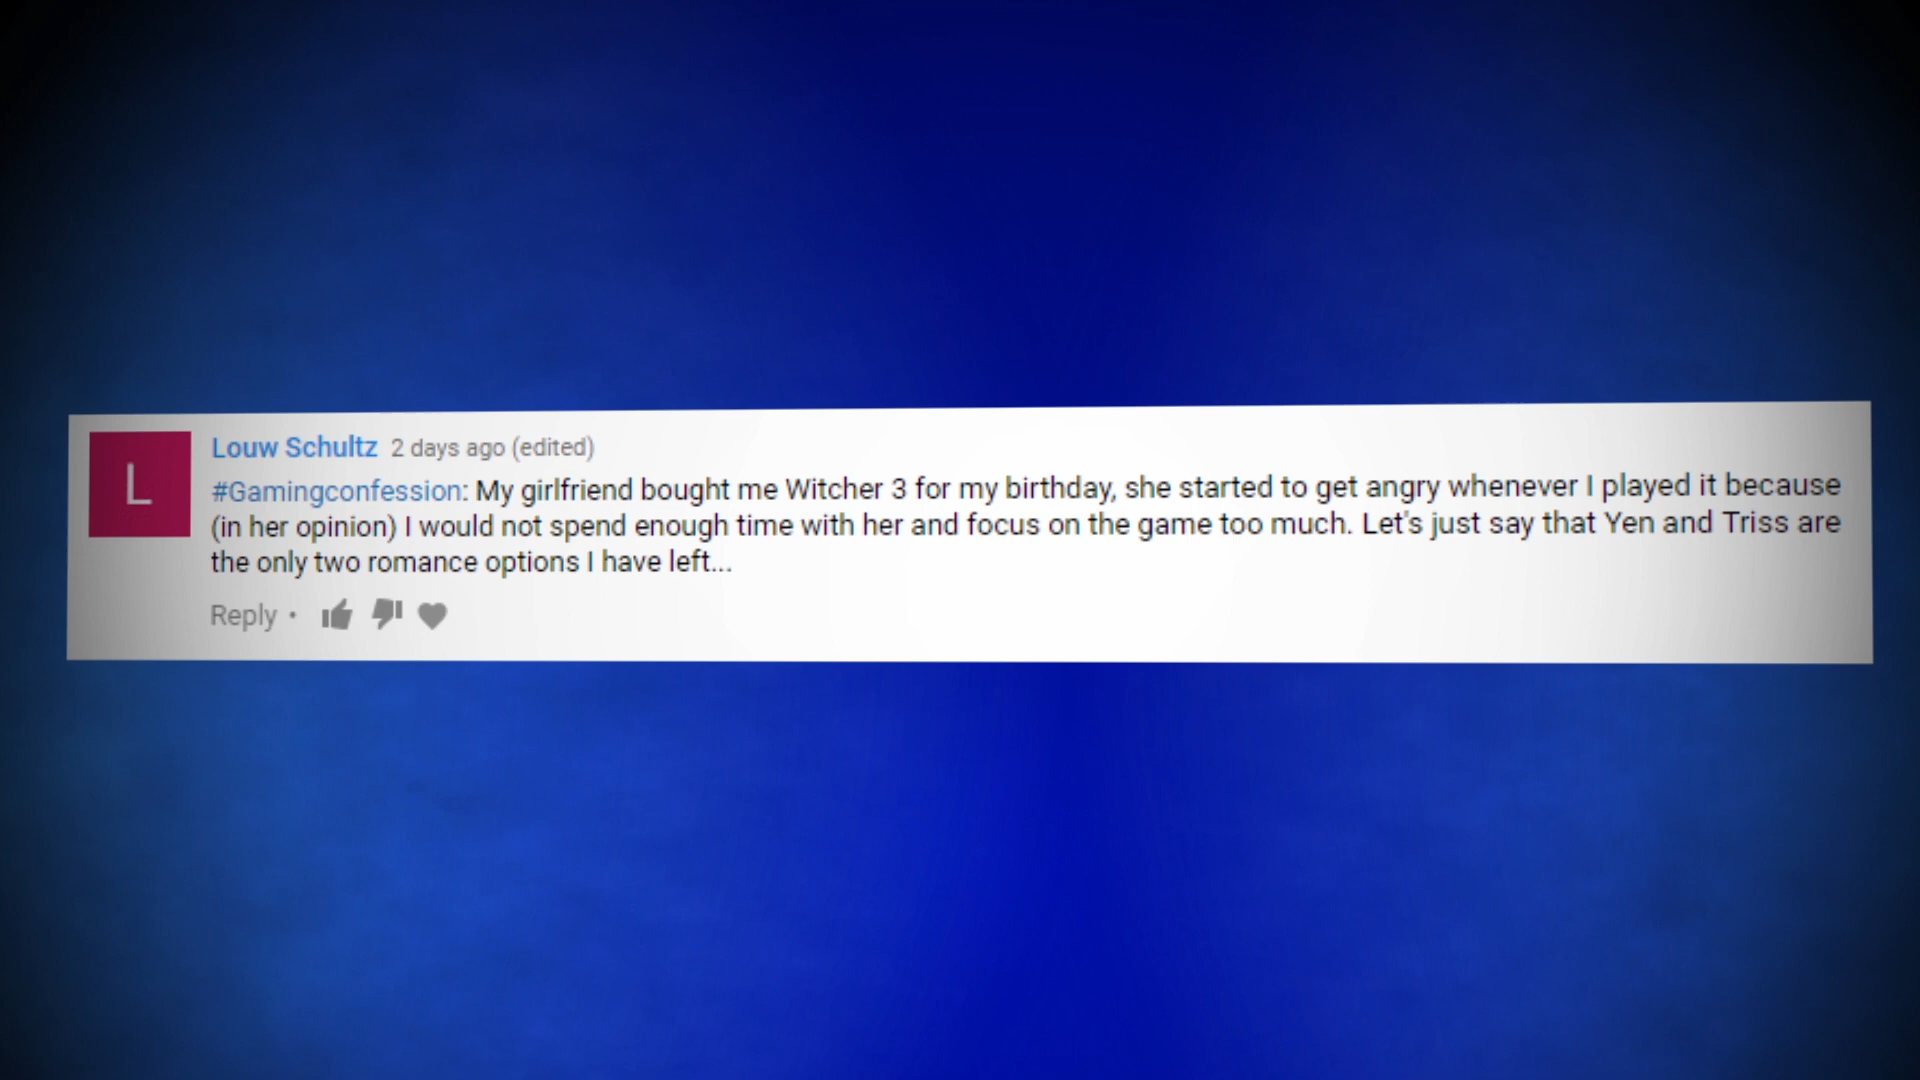 L
Louw Schultz 2 days ago (edited)
#Gamingconfession: My girlfriend bought me Witcher 3 for my birthday, she started to get angry whenever I played it because
(in her opinion) I would not spend enough time with her and focus on the game too much. Let's just say that Yen and Triss are
the only two romance options I have left...
Reply •